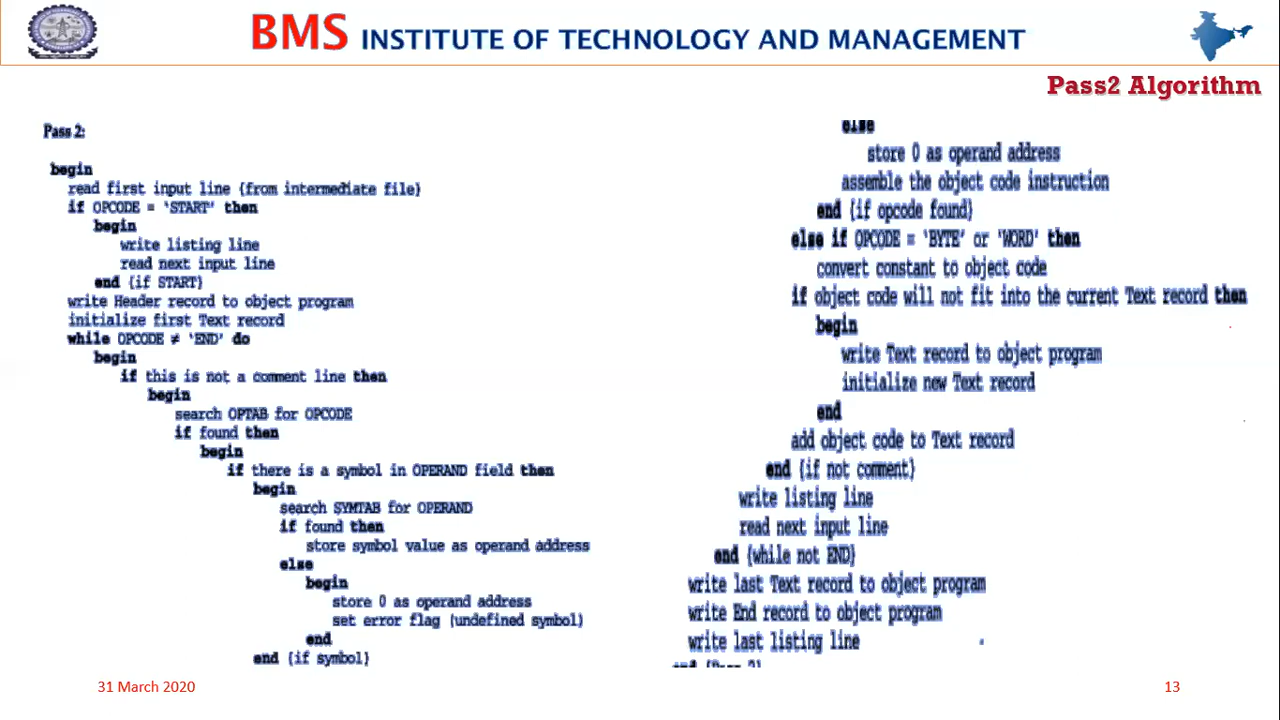 BMS INSTITUTE OF TECHNOLOGY AND MANAGEMENT
Pass2 Algorithm
Pass 2:
begin
read first input line {from intermediate file}
if OPCODE = 'START' then
begin
write listing line
read next input line
end {if START}
write Header record to object program
initialize first Text record
while OPCODE ≠ 'END' do
begin
if this is not a comment line then
begin
search OPTAB for OPCODE
if found then
begin
if there is a symbol in OPERAND field then
begin
search SYMTAB for OPERAND
if found then
store symbol value as operand address
else
begin
store 0 as operand address
set error flag (undefined symbol)
end
end {if symbol}
else
store 0 as operand address
assemble the object code instruction
end {if opcode found}
else if OPCODE = 'BYTE' or 'WORD' then
convert constant to object code
if object code will not fit into the current Text record then
begin
write Text record to object program
initialize new Text record
end
add object code to Text record
end {if not comment}
write listing line
read next input line
end {while not END}
write last Text record to object program
write End record to object program
write last listing line
end {Pass 2}
31 March 2020
13